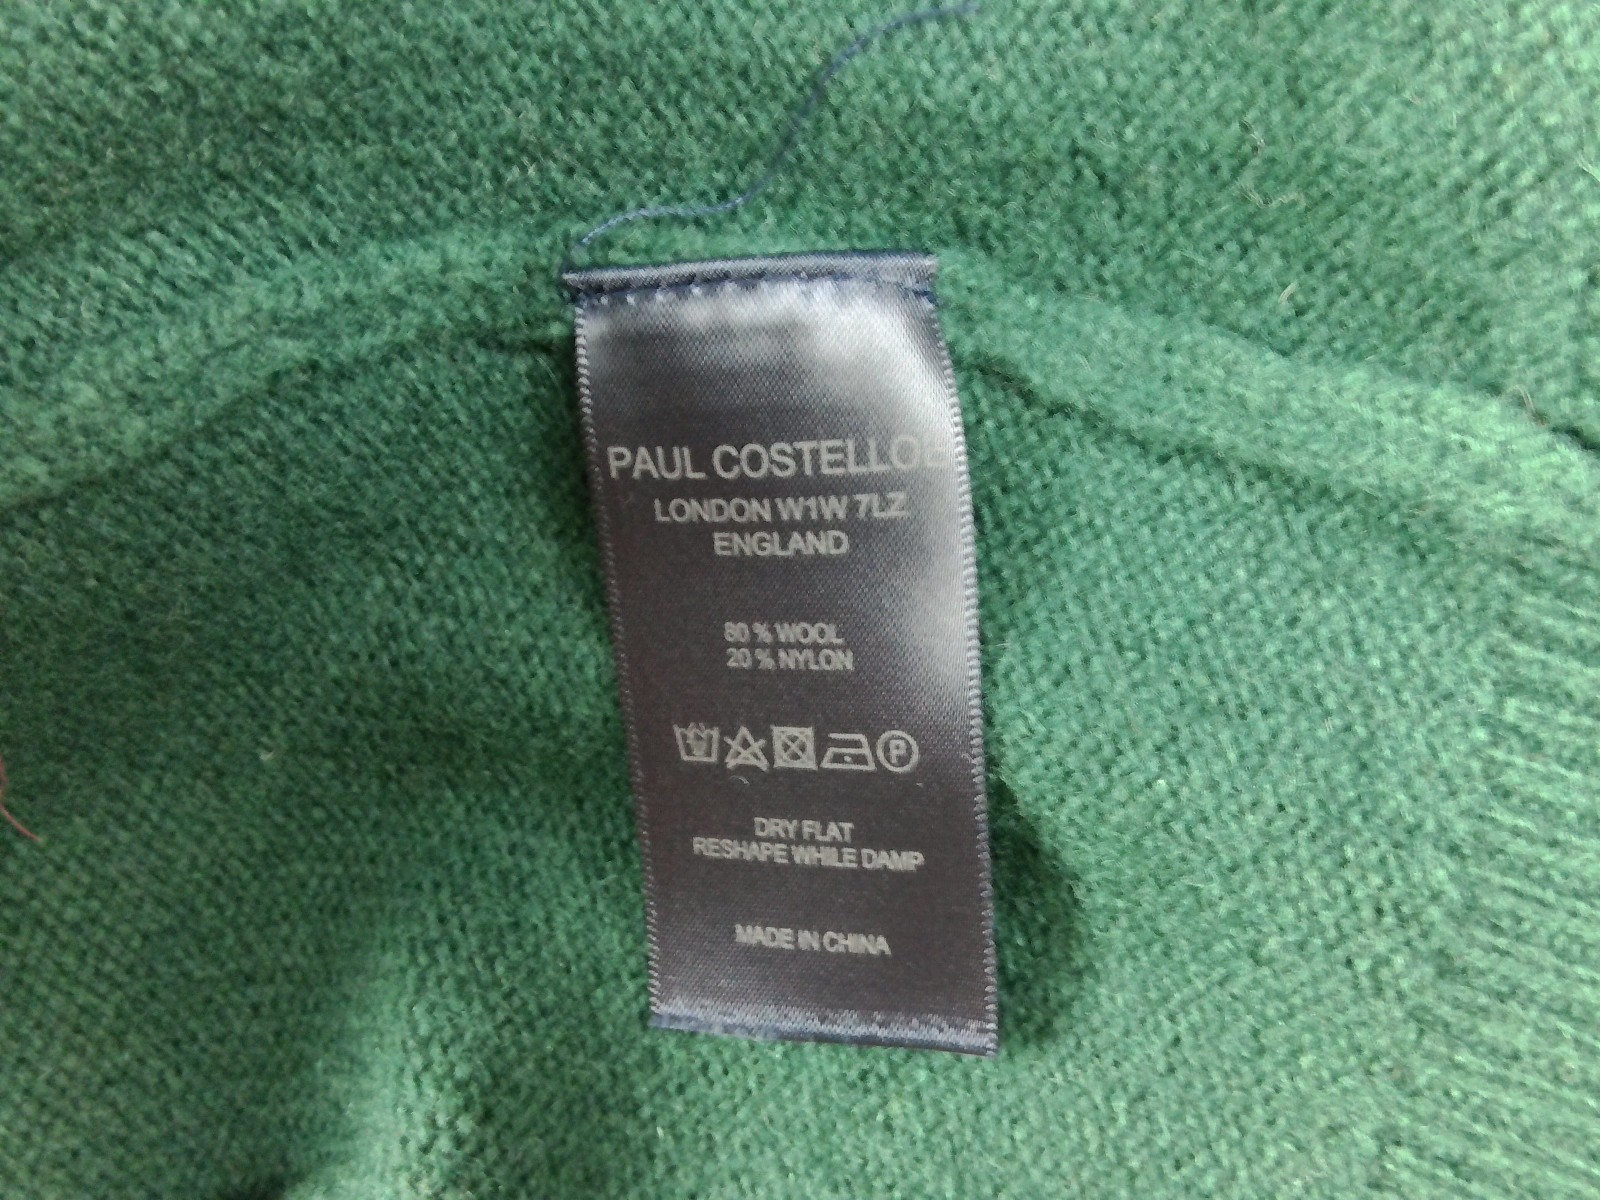 PAUL COSTELLOE
LONDON W1W 7LZ
ENGLAND
80 % WOOL
20 % NYLON
P
DRY FLAT
RESHAPE WHILE DAMP
MADE IN CHINA